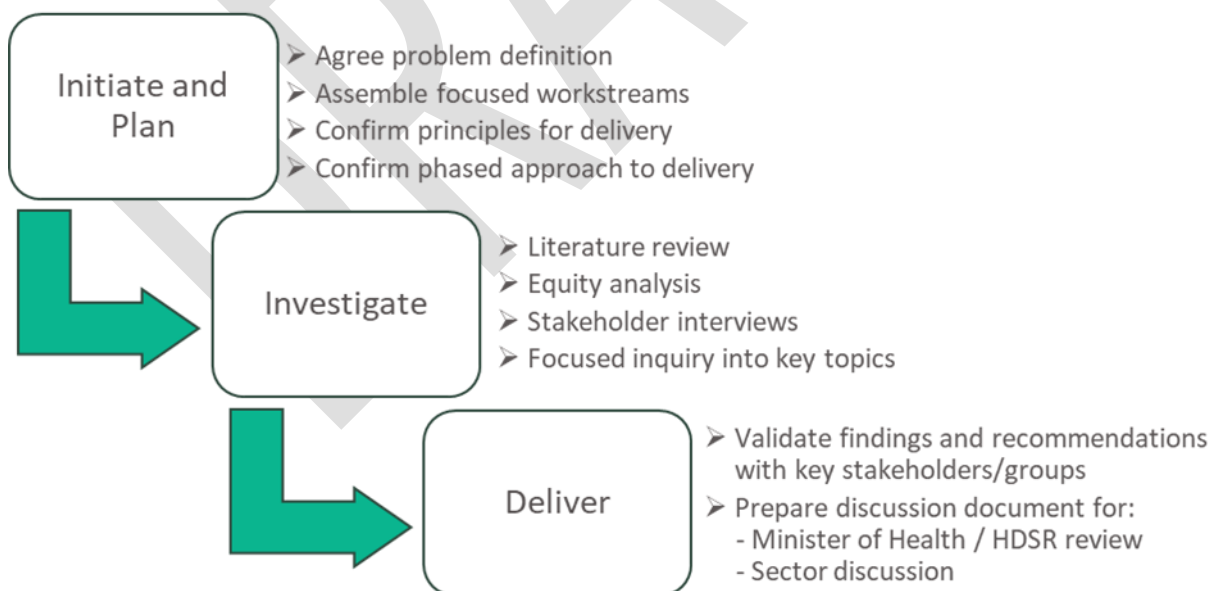 Initiate and
Plan
➢ Agree problem definition
➢ Assemble focused workstreams
➢ Confirm principles for delivery
➢ Confirm phased approach to delivery
Investigate
➢ Literature review
➢ Equity analysis
➢ Stakeholder interviews
➢ Focused inquiry into key topics
Deliver
➢ Validate findings and recommendations
with key stakeholders/groups
➢ Prepare discussion document for:
- Minister of Health / HDSR review
- Sector discussion